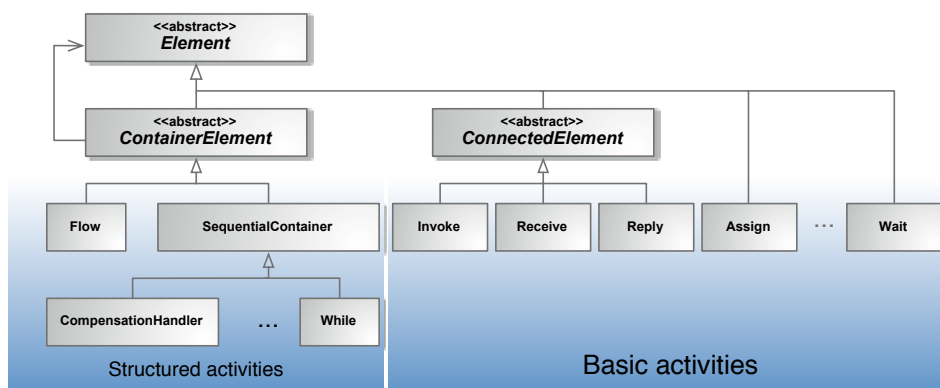 <<abstract>>
Element
<<abstract>>
ContainerElement
<<abstract>>
ConnectedElement
Flow
SequentialContainer
Invoke
Receive
Reply
Assign
...
Wait
CompensationHandler
...
While
Structured activities
Basic activities